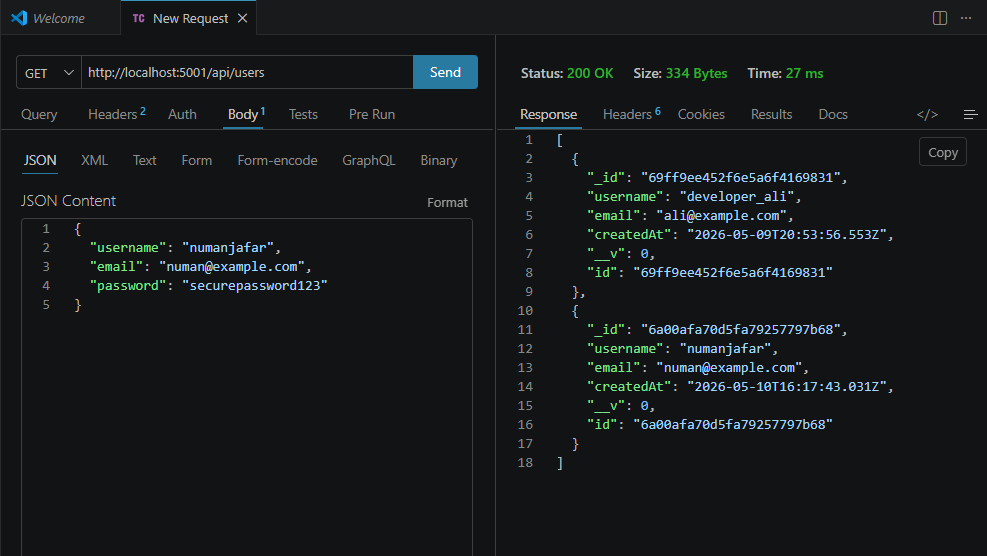 Welcome
TC New Request
GET http://localhost:5001/api/users Send
Query Headers 2 Auth Body 1 Tests Pre Run
JSON XML Text Form Form-encode GraphQL Binary
JSON Content Format
1 {
2 "username": "numanjafar",
3 "email": "numan@example.com",
4 "password": "securepassword123"
5 }
Status: 200 OK Size: 334 Bytes Time: 27 ms
Response Headers 6 Cookies Results Docs </>
Copy
1 [
2 {
3 "_id": "69ff9ee452f6e5a6f4169831",
4 "username": "developer_ali",
5 "email": "ali@example.com",
6 "createdAt": "2026-05-09T20:53:56.553Z",
7 "__v": 0,
8 "id": "69ff9ee452f6e5a6f4169831"
9 },
10 {
11 "_id": "6a00afa70d5fa79257797b68",
12 "username": "numanjafar",
13 "email": "numan@example.com",
14 "createdAt": "2026-05-10T16:17:43.031Z",
15 "__v": 0,
16 "id": "6a00afa70d5fa79257797b68"
17 }
18 ]